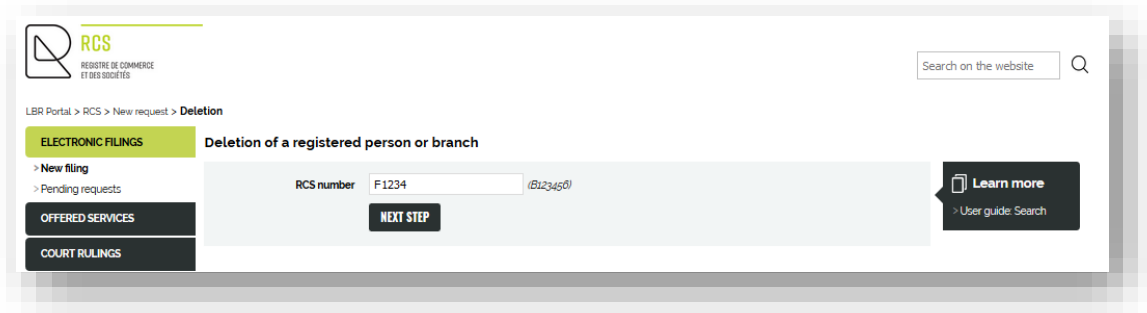 RCS
REGISTRE DE COMMERCE
ET DES SOCIÉTÉS
Search on the website
LBR Portal > RCS > New request > Deletion
ELECTRONIC FILINGS
> New filing
> Pending requests
OFFERED SERVICES
COURT RULINGS
Deletion of a registered person or branch
RCS number F1234 (B123456)
NEXT STEP
Learn more
> User guide: Search